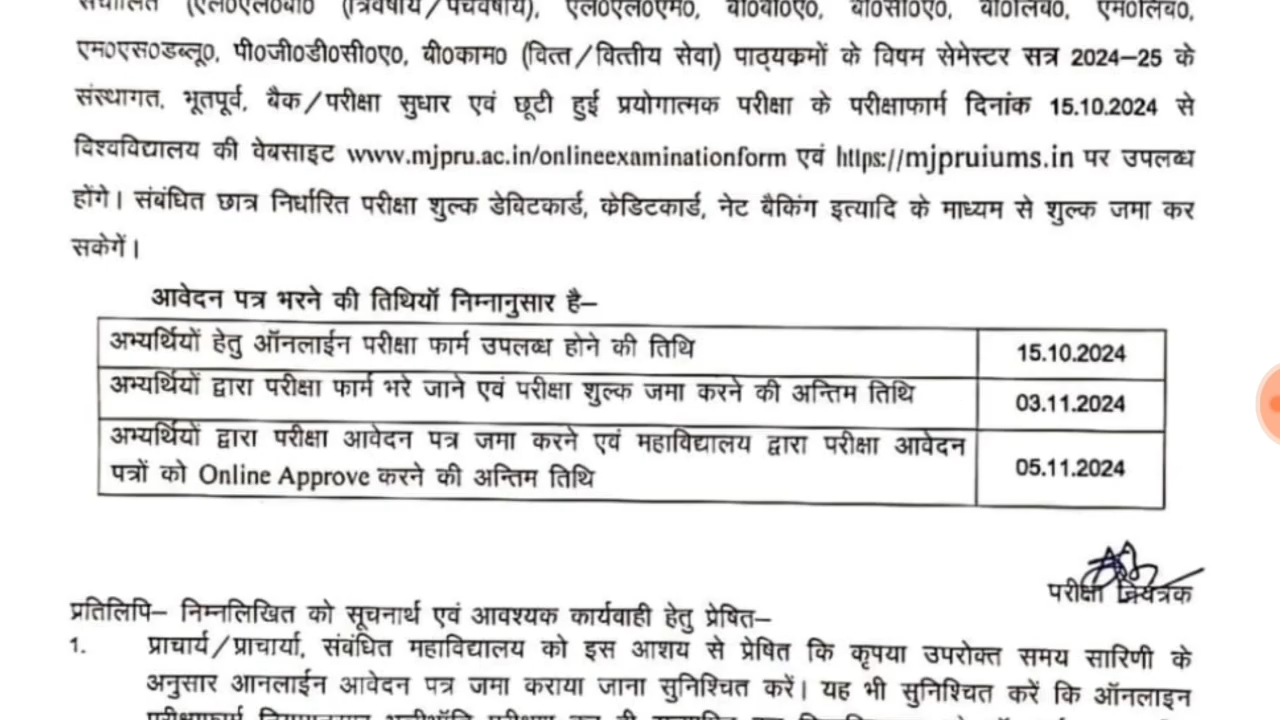 संचालित (एल०एल०बी० (त्रिवर्षीय/पंचवर्षीय), एल०एल०एम०, बी०बी०ए०, बी०सी०ए०, बी०लिब०, एम०लिब०,
एम०एस०डब्लू०, पी०जी०डी०सी०ए०, बी०काम० (वित्त/वित्तीय सेवा) पाठ्यकमों के विषम सेमेस्टर सत्र 2024–25 के
संस्थागत, भूतपूर्व, बैक/परीक्षा सुधार एवं छूटी हुई प्रयोगात्मक परीक्षा के परीक्षाफार्म दिनांक 15.10.2024 से
विश्वविद्यालय की वेबसाइट www.mjpru.ac.in/onlineexaminationform एवं https://mjpruiums.in पर उपलब्ध
होंगे। संबंधित छात्र निर्धारित परीक्षा शुल्क डेबिटकार्ड, केडिटकार्ड, नेट बैकिंग इत्यादि के माध्यम से शुल्क जमा कर
सकेगें।
आवेदन पत्र भरने की तिथियॉ निम्नानुसार है–
अभ्यर्थियों हेतु ऑनलाईन परीक्षा फार्म उपलब्ध होने की तिथि 15.10.2024
अभ्यर्थियों द्वारा परीक्षा फार्म भरे जाने एवं परीक्षा शुल्क जमा करने की अन्तिम तिथि 03.11.2024
अभ्यर्थियों द्वारा परीक्षा आवेदन पत्र जमा करने एवं महाविद्यालय द्वारा परीक्षा आवेदन
पत्रों को Online Approve करने की अन्तिम तिथि 05.11.2024
परीक्षा नियंत्रक
प्रतिलिपि– निम्नलिखित को सूचनार्थ एवं आवश्यक कार्यवाही हेतु प्रेषित–
1. प्राचार्य/प्राचार्या, संबंधित महाविद्यालय को इस आशय से प्रेषित कि कृपया उपरोक्त समय सारिणी के
अनुसार आनलाईन आवेदन पत्र जमा कराया जाना सुनिश्चित करें। यह भी सुनिश्चित करें कि ऑनलाइन